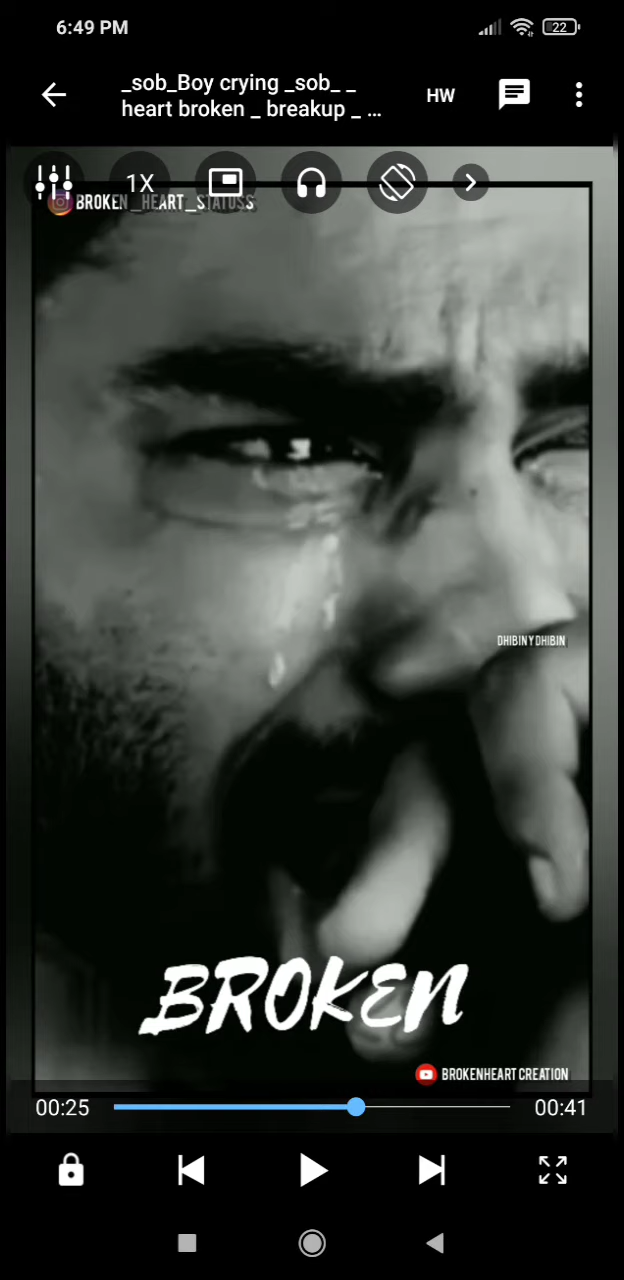 6:49 PM
22
_sob_Boy crying _sob_ _
heart broken _ breakup _ ...
HW
1X
BROKEN_HEART_STATUSS
DHIBINYDHIBIN
BROKEN
BROKENHEART CREATION
00:25
00:41